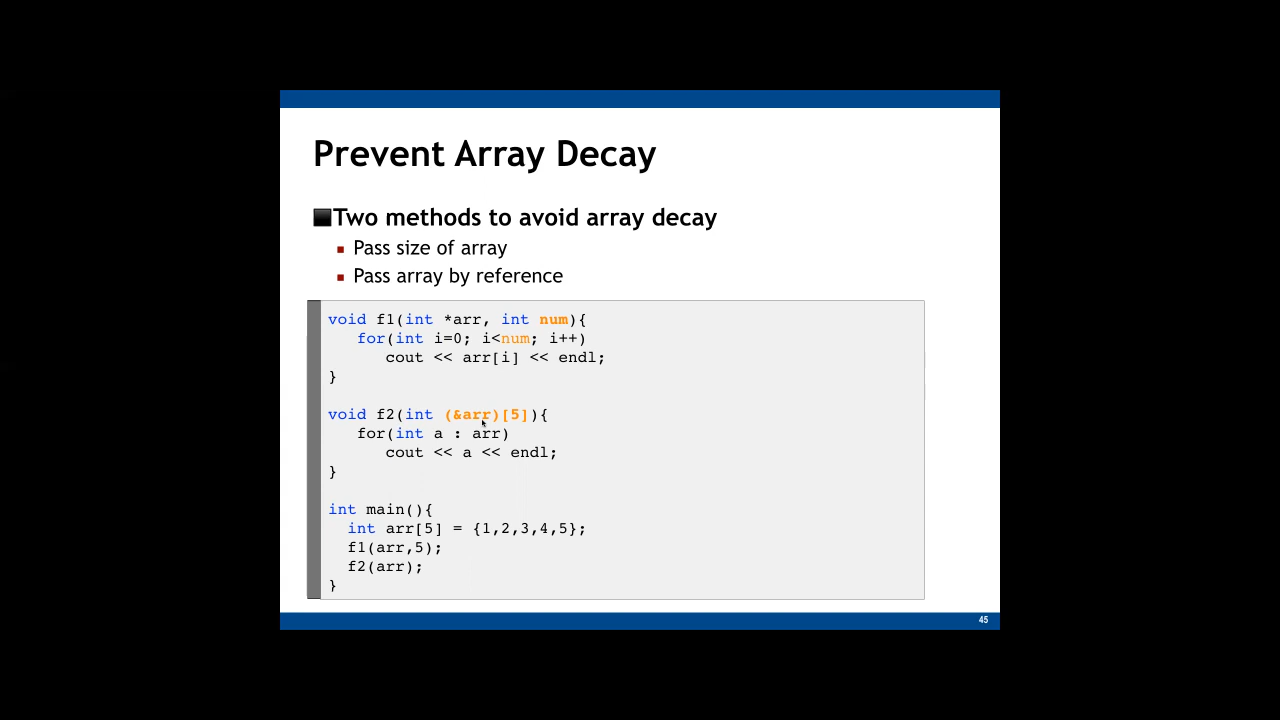 Prevent Array Decay
Two methods to avoid array decay
Pass size of array
Pass array by reference
void f1(int *arr, int num){
   for(int i=0; i<num; i++)
      cout << arr[i] << endl;
}
void f2(int (&arr)[5]){
   for(int a : arr)
      cout << a << endl;
}
int main(){
  int arr[5] = {1,2,3,4,5};
  f1(arr,5);
  f2(arr);
}
45